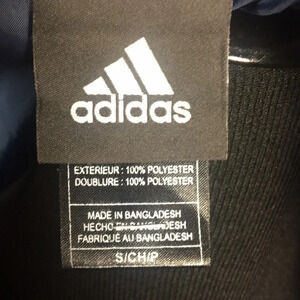 adidas
EXTERIEUR : 100% POLYESTER
DOUBLURE : 100% POLYESTER
MADE IN BANGLADESH
HECHO EN BANGLADESH
FABRIQUÉ AU BANGLADESH
S/CH/P